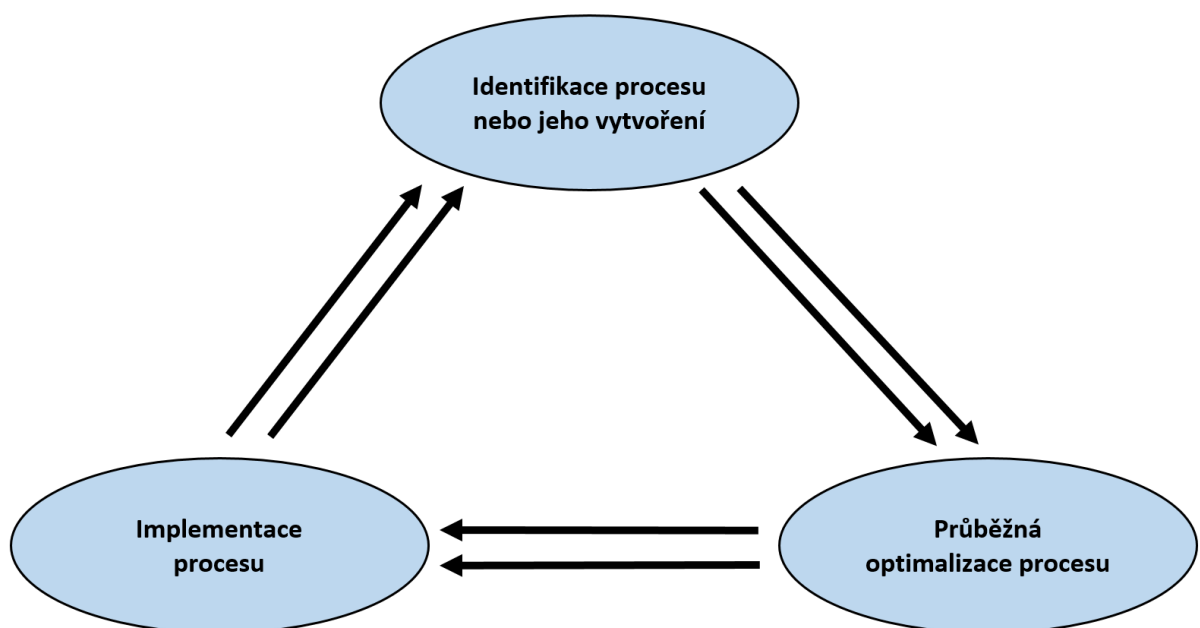 Identifikace procesu
nebo jeho vytvoření
Implementace
procesu
Průběžná
optimalizace procesu